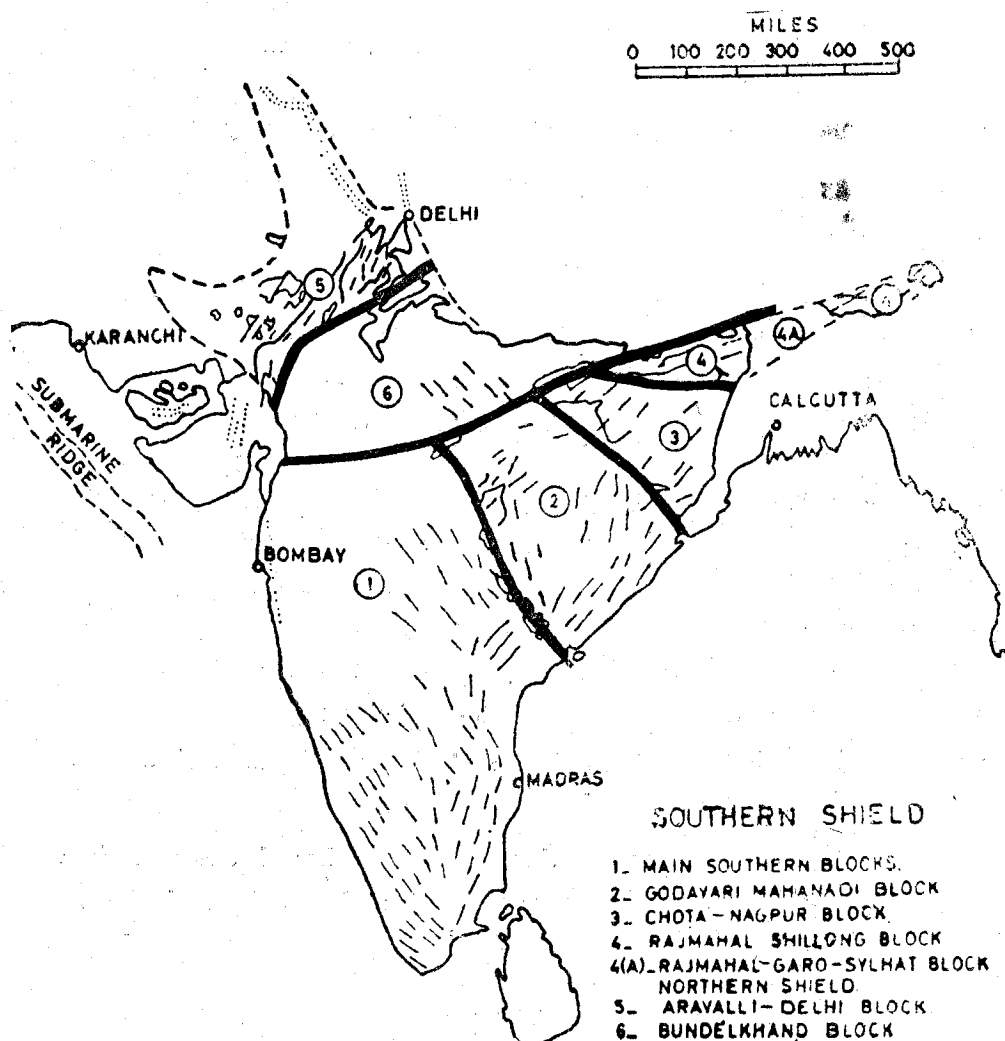 MILES
0 100 200 300 400 500
DELHI
5
KARANCHI
4
4A
6
CALCUTTA
SUBMARINE
RIDGE
3
2
BOMBAY
1
MADRAS
SOUTHERN SHIELD
1_ MAIN SOUTHERN BLOCKS.
2_ GODAVARI MAHANADI BLOCK
3_ CHOTA-NAGPUR BLOCK
4_ RAJMAHAL SHILLONG BLOCK
4(A)_RAJMAHAL-GARO-SYLHAT BLOCK
NORTHERN SHIELD.
5_ ARAVALLI-DELHI BLOCK
6_ BUNDELKHAND BLOCK